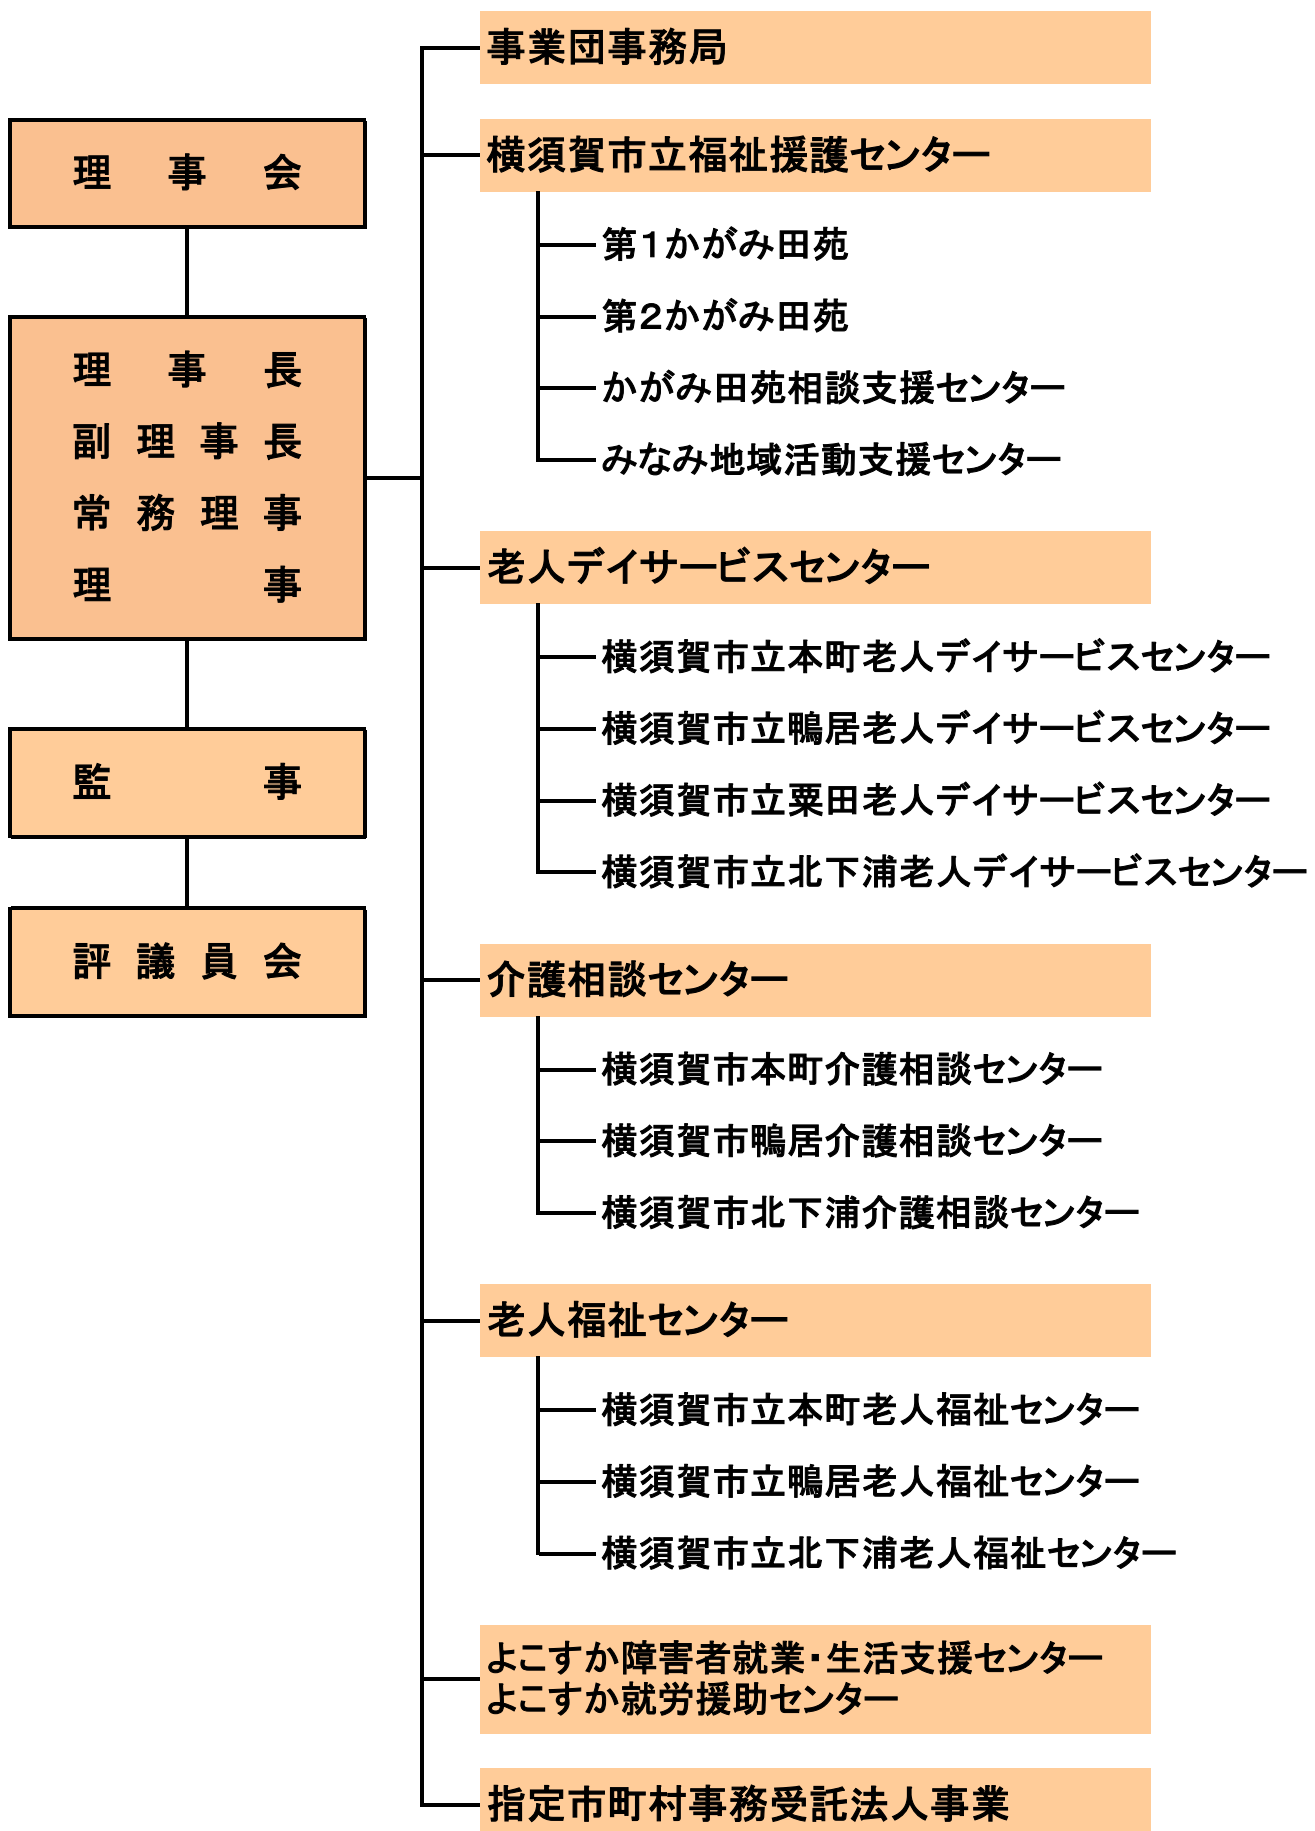 理事会
理事長
副理事長
常務理事
理事
監事
評議員会
事業団事務局
横須賀市立福祉援護センター
第1かがみ田苑
第2かがみ田苑
かがみ田苑相談支援センター
みなみ地域活動支援センター
老人デイサービスセンター
横須賀市立本町老人デイサービスセンター
横須賀市立鴨居老人デイサービスセンター
横須賀市立粟田老人デイサービスセンター
横須賀市立北下浦老人デイサービスセンター
介護相談センター
横須賀市本町介護相談センター
横須賀市鴨居介護相談センター
横須賀市北下浦介護相談センター
老人福祉センター
横須賀市立本町老人福祉センター
横須賀市立鴨居老人福祉センター
横須賀市立北下浦老人福祉センター
よこすか障害者就業・生活支援センター
よこすか就労援助センター
指定市町村事務受託法人事業